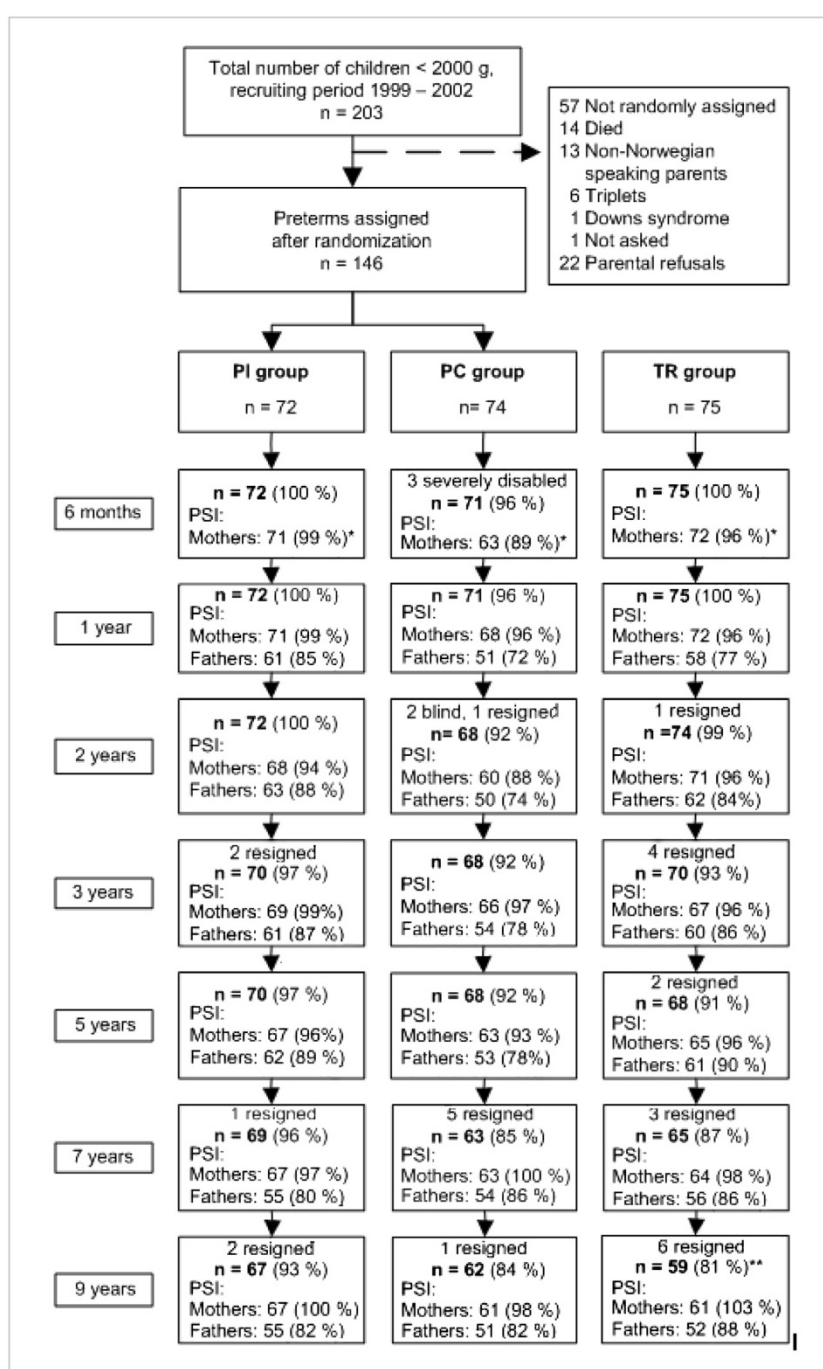 Total number of children < 2000 g,
recruiting period 1999 – 2002
n = 203
57 Not randomly assigned
14 Died
13 Non-Norwegian
speaking parents
6 Triplets
1 Downs syndrome
1 Not asked
22 Parental refusals
Preterms assigned
after randomization
n = 146
PI group
n = 72
PC group
n= 74
TR group
n = 75
6 months
n = 72 (100 %)
PSI:
Mothers: 71 (99 %)*
3 severely disabled
n = 71 (96 %)
PSI:
Mothers: 63 (89 %)*
n = 75 (100 %)
PSI:
Mothers: 72 (96 %)*
1 year
n = 72 (100 %)
PSI:
Mothers: 71 (99 %)
Fathers: 61 (85 %)
n = 71 (96 %)
PSI:
Mothers: 68 (96 %)
Fathers: 51 (72 %)
n = 75 (100 %)
PSI:
Mothers: 72 (96 %)
Fathers: 58 (77 %)
2 years
n = 72 (100 %)
PSI:
Mothers: 68 (94 %)
Fathers: 63 (88 %)
2 blind, 1 resigned
n= 68 (92 %)
PSI:
Mothers: 60 (88 %)
Fathers: 50 (74 %)
1 resigned
n =74 (99 %)
PSI:
Mothers: 71 (96 %)
Fathers: 62 (84%)
3 years
2 resigned
n = 70 (97 %)
PSI:
Mothers: 69 (99%)
Fathers: 61 (87 %)
n = 68 (92 %)
PSI:
Mothers: 66 (97 %)
Fathers: 54 (78 %)
4 resigned
n = 70 (93 %)
PSI:
Mothers: 67 (96 %)
Fathers: 60 (86 %)
5 years
n = 70 (97 %)
PSI:
Mothers: 67 (96%)
Fathers: 62 (89 %)
n = 68 (92 %)
PSI:
Mothers: 63 (93 %)
Fathers: 53 (78%)
2 resigned
n = 68 (91 %)
PSI:
Mothers: 65 (96 %)
Fathers: 61 (90 %)
7 years
1 resigned
n = 69 (96 %)
PSI:
Mothers: 67 (97 %)
Fathers: 55 (80 %)
5 resigned
n = 63 (85 %)
PSI:
Mothers: 63 (100 %)
Fathers: 54 (86 %)
3 resigned
n = 65 (87 %)
PSI:
Mothers: 64 (98 %)
Fathers: 56 (86 %)
9 years
2 resigned
n = 67 (93 %)
PSI:
Mothers: 67 (100 %)
Fathers: 55 (82 %)
1 resigned
n = 62 (84 %)
PSI:
Mothers: 61 (98 %)
Fathers: 51 (82 %)
6 resigned
n = 59 (81 %)**
PSI:
Mothers: 61 (103 %)
Fathers: 52 (88 %)